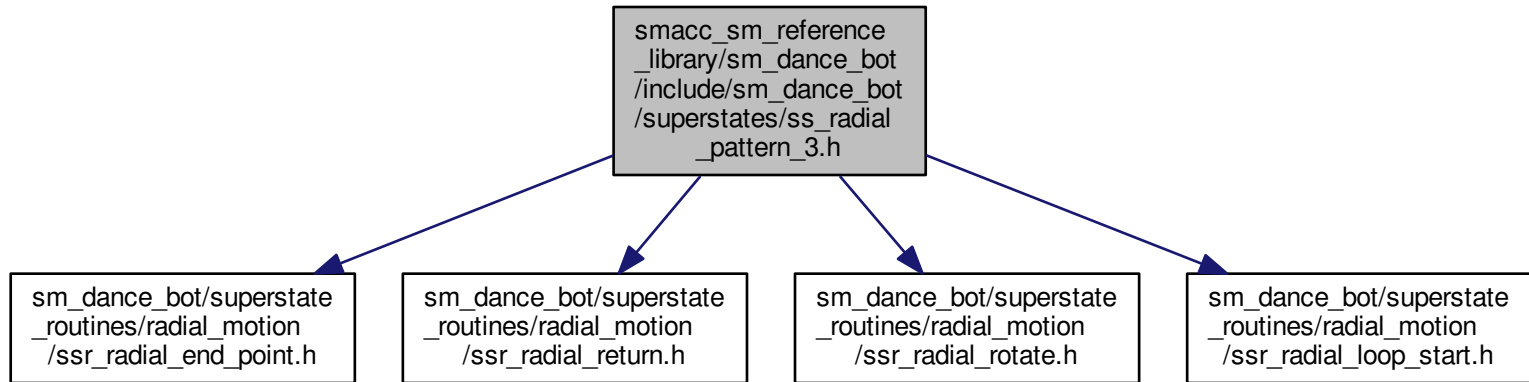 smacc_sm_reference
_library/sm_dance_bot
/include/sm_dance_bot
/superstates/ss_radial
_pattern_3.h
sm_dance_bot/superstate
_routines/radial_motion
/ssr_radial_end_point.h
sm_dance_bot/superstate
_routines/radial_motion
/ssr_radial_return.h
sm_dance_bot/superstate
_routines/radial_motion
/ssr_radial_rotate.h
sm_dance_bot/superstate
_routines/radial_motion
/ssr_radial_loop_start.h